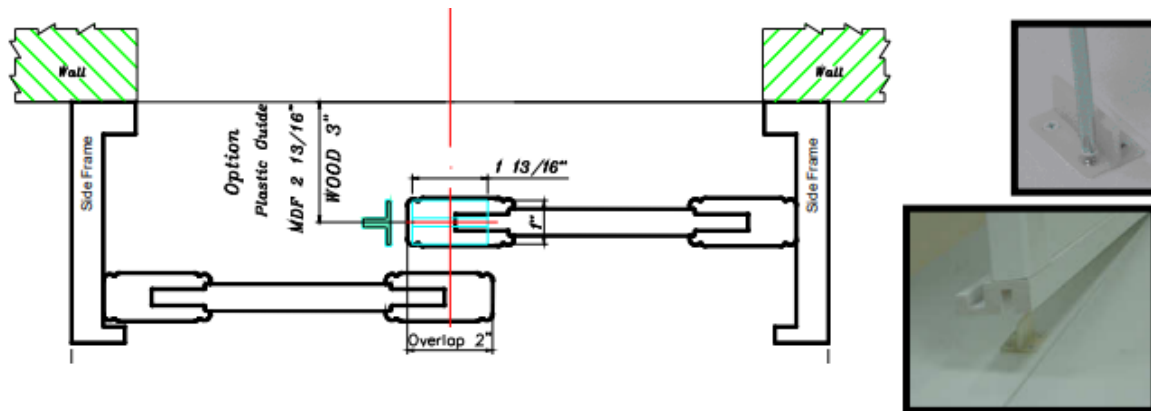 Wall
Wall
Side Frame
Option
Plastic Guide
MDF 2 13/16"
WOOD 3"
1 13/16"
1"
Side Frame
Overlap 2"